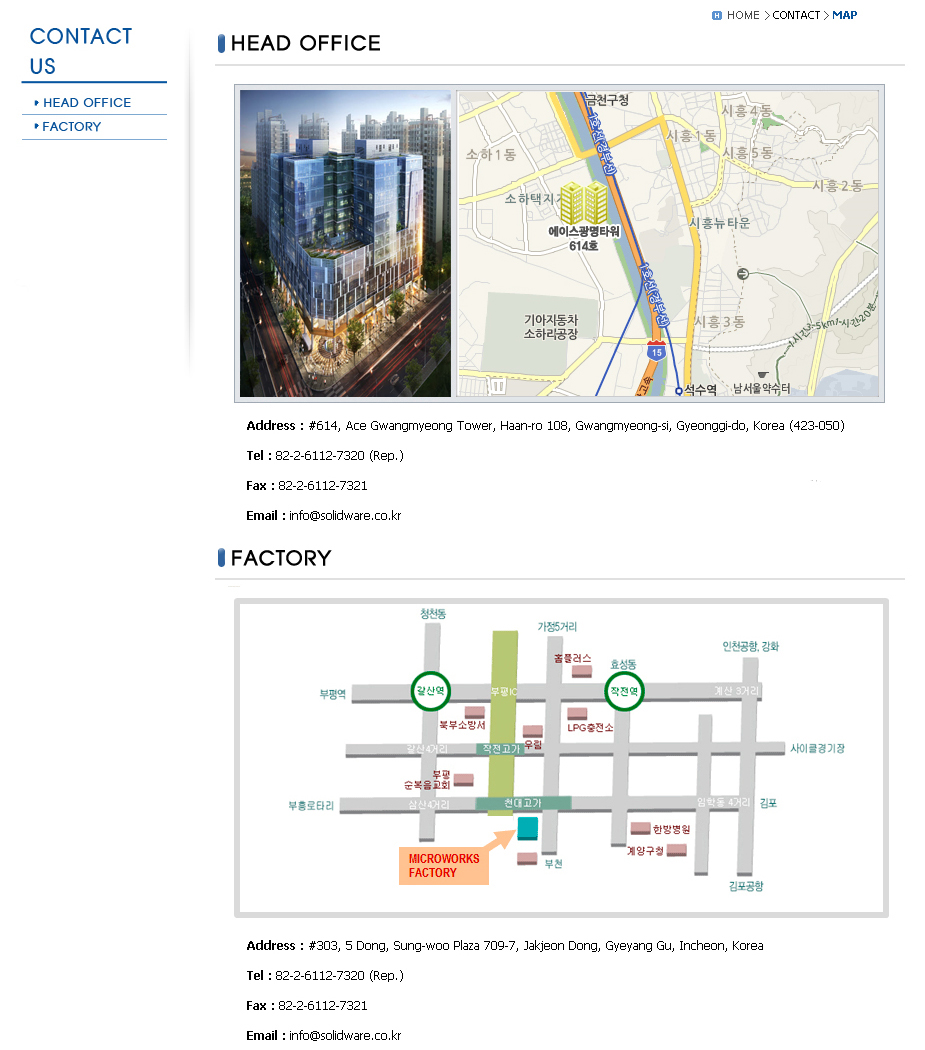 HOME > CONTACT > MAP
CONTACT
US
HEAD OFFICE
FACTORY
HEAD OFFICE
금천구청
시흥4동
시흥1동
시흥5동
소하1동
시흥2동
소하택지지
시흥뉴타운
에이스광명타워
614호
1호선(경부선)
1호선(경부선)
기아자동차
소하리공장
시흥3동
15
석수역
남서울약수터
Address : #614, Ace Gwangmyeong Tower, Haan-ro 108, Gwangmyeong-si, Gyeonggi-do, Korea (423-050)
Tel : 82-2-6112-7320 (Rep.)
Fax : 82-2-6112-7321
Email : info@solidware.co.kr
FACTORY
청천동
가정5거리
인천공항, 강화
홈플러스
효성동
부평역
갈산역
부평IC
작전역
계산 3거리
북부소방서
LPG충전소
우림
갈산4거리
작전고가
사이클경기장
부평
순복음교회
부흥로타리
삼산4거리
현대고가
임학동 4거리
김포
한방병원
계양구청
MICROWORKS
FACTORY
부천
김포공항
Address : #303, 5 Dong, Sung-woo Plaza 709-7, Jakjeon Dong, Gyeyang Gu, Incheon, Korea
Tel : 82-2-6112-7320 (Rep.)
Fax : 82-2-6112-7321
Email : info@solidware.co.kr